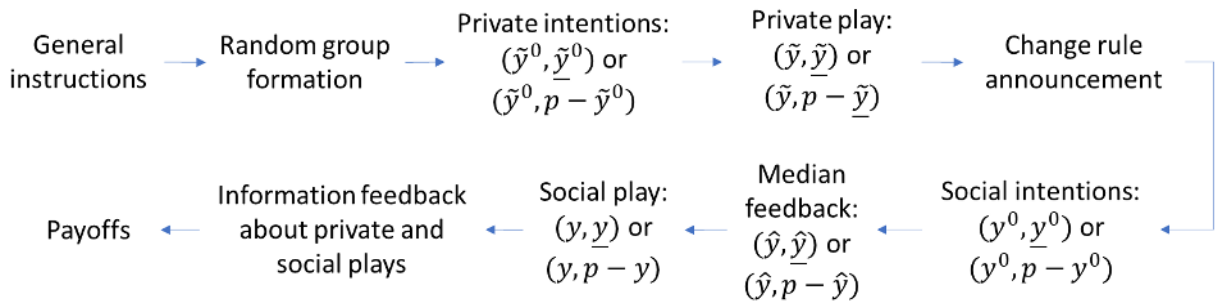 General
instructions
Random group
formation
Private intentions:
(ỹ⁰, ỹ̲⁰) or
(ỹ⁰, p − ỹ⁰)
Private play:
(ỹ, ỹ̲) or
(ỹ, p − ỹ̲)
Change rule
announcement
Social intentions:
(y⁰, y̲⁰) or
(y⁰, p − y⁰)
Median
feedback:
(ŷ, ŷ̲) or
(ŷ, p − ŷ)
Social play:
(y, y̲) or
(y, p − y)
Information feedback
about private and
social plays
Payoffs